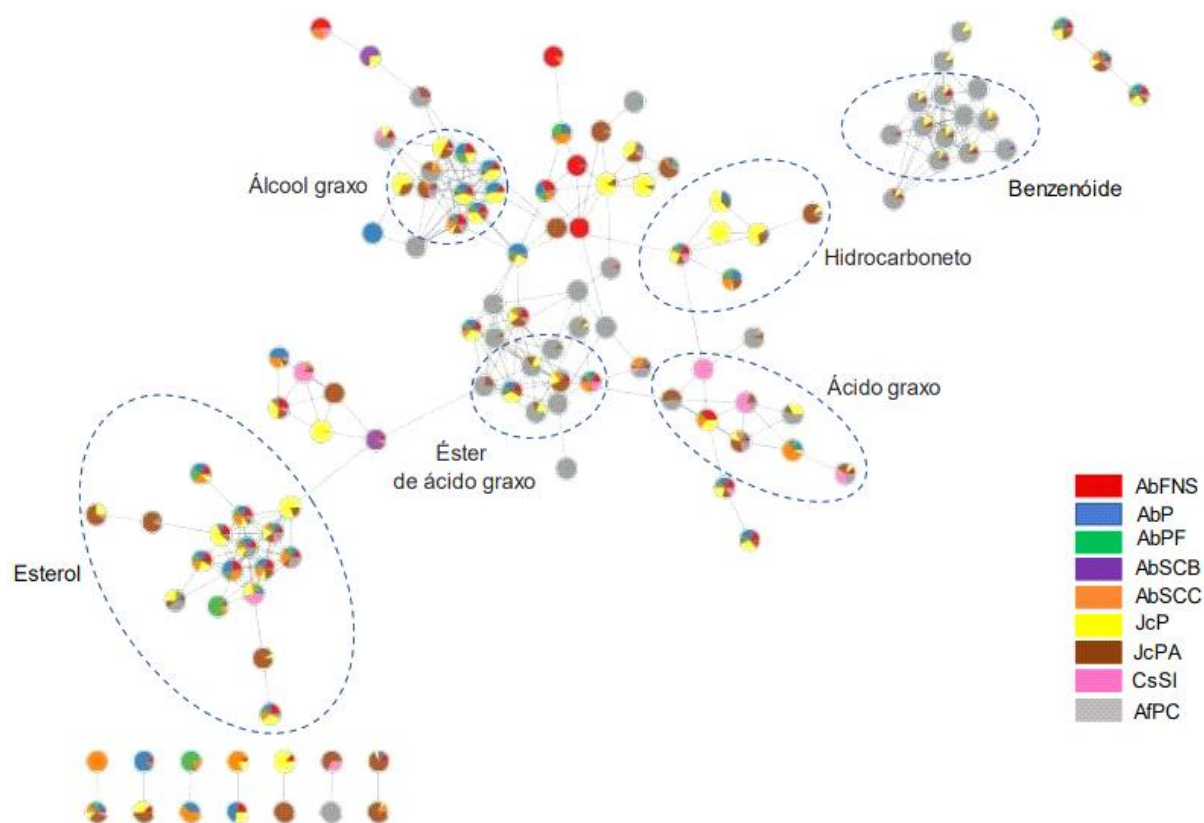 Álcool graxo
Benzenóide
Hidrocarboneto
Ácido graxo
Éster
de ácido graxo
Esterol
AbFNS
AbP
AbPF
AbSCB
AbSCC
JcP
JcPA
CsSI
AfPC